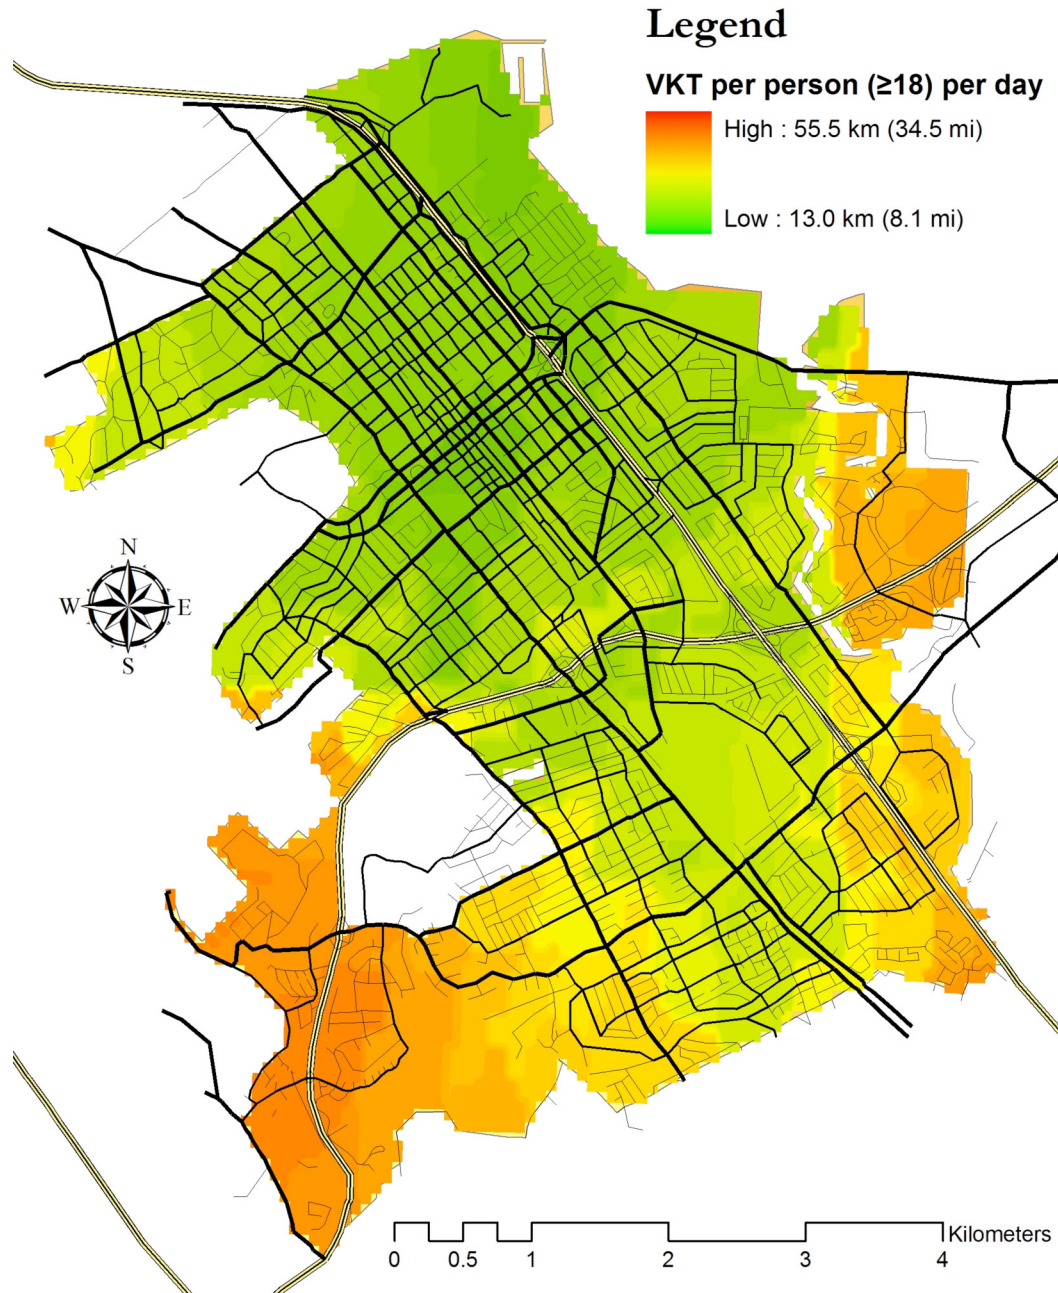 Legend
VKT per person (≥18) per day
High : 55.5 km (34.5 mi)
Low : 13.0 km (8.1 mi)
N
W E
S
Kilometers
0 0.5 1 2 3 4